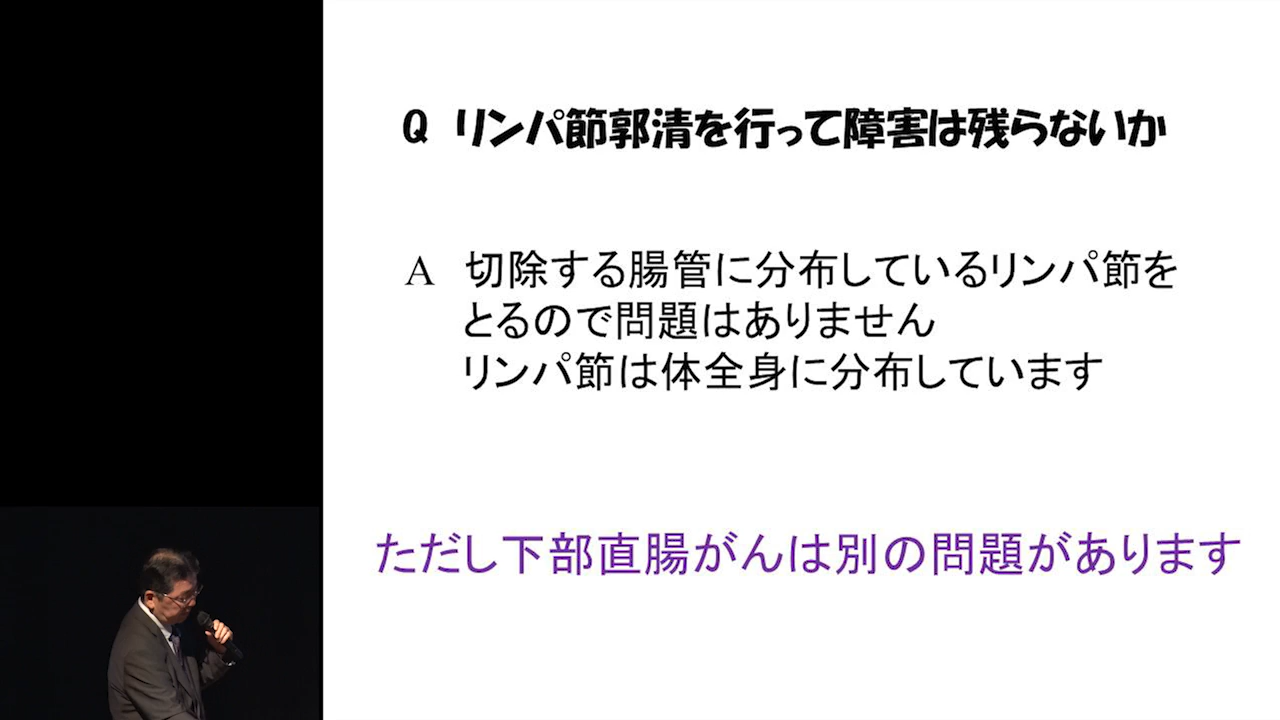 Q リンパ節郭清を行って障害は残らないか
A 切除する腸管に分布しているリンパ節を
とるので問題はありません
リンパ節は体全身に分布しています
ただし下部直腸がんは別の問題があります